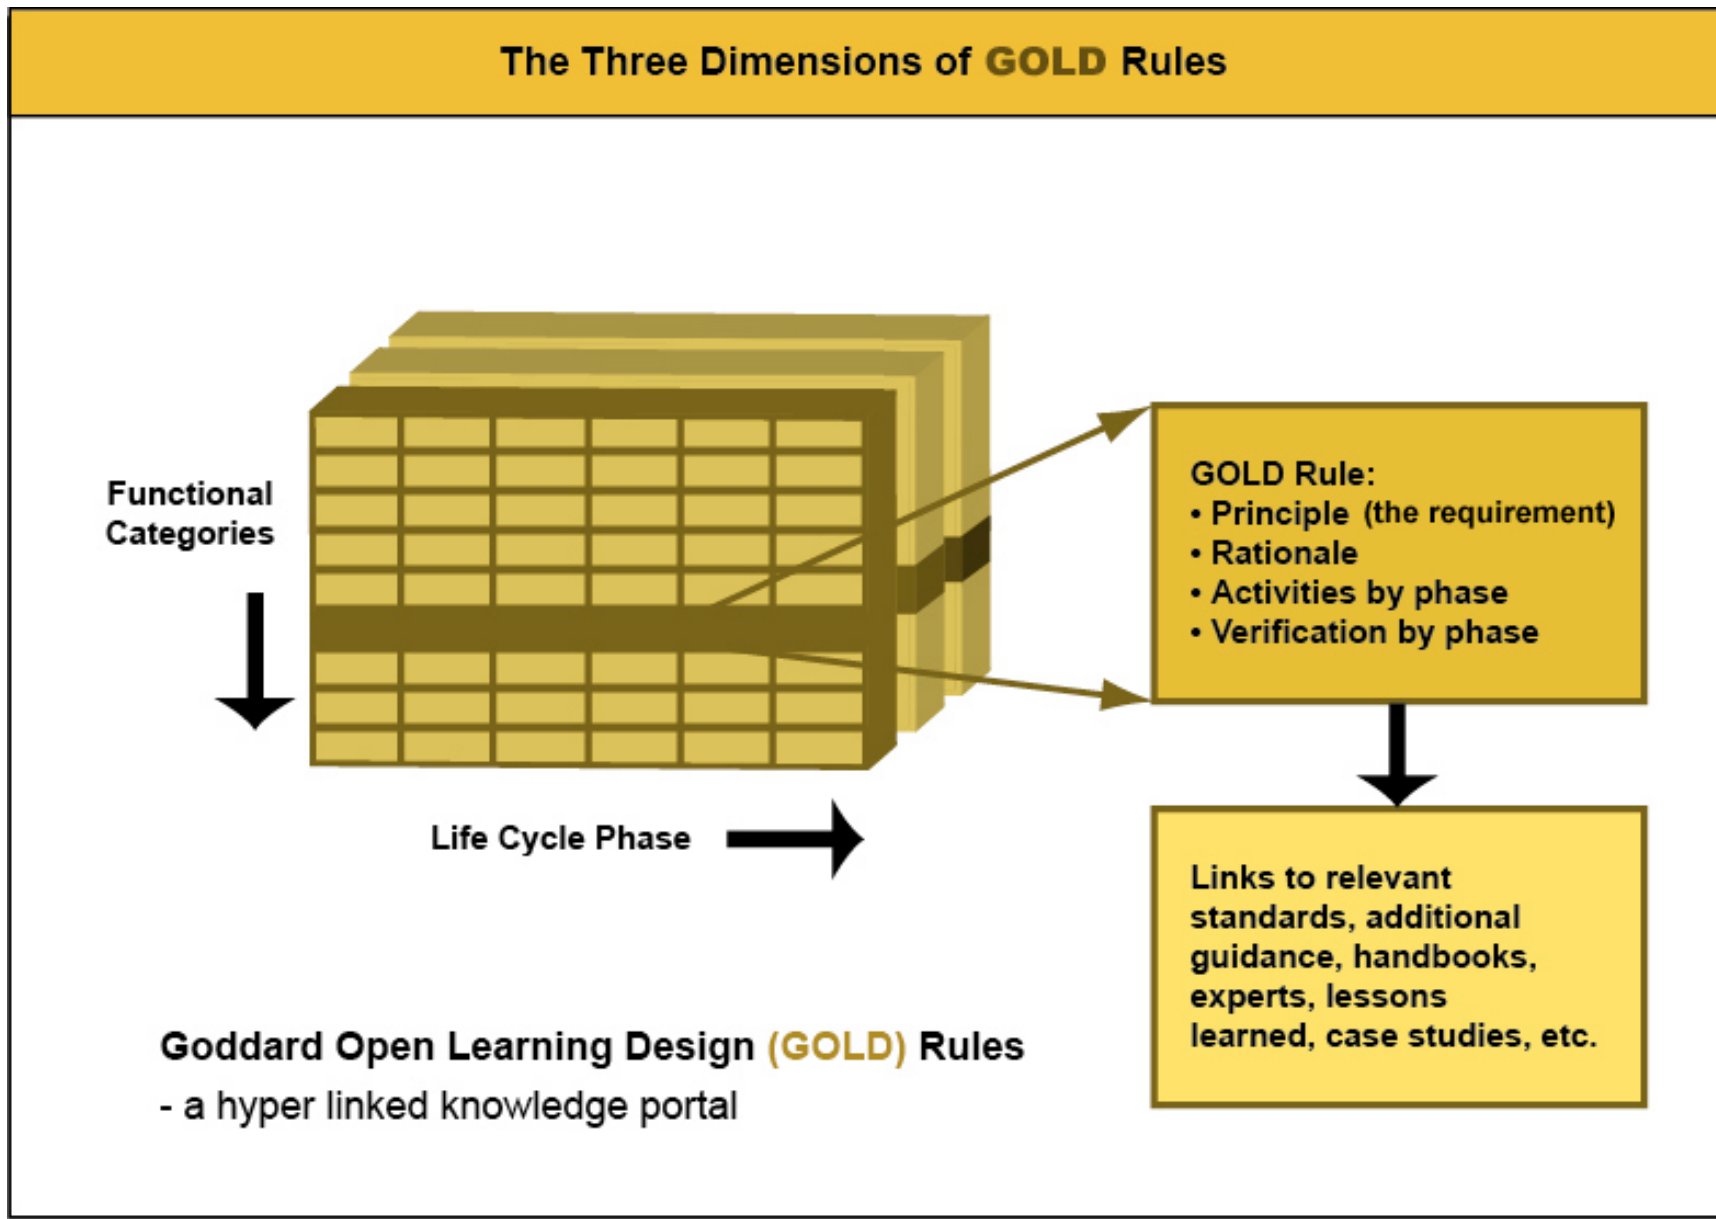 The Three Dimensions of GOLD Rules
Functional
Categories
Life Cycle Phase
GOLD Rule:
• Principle (the requirement)
• Rationale
• Activities by phase
• Verification by phase
Links to relevant
standards, additional
guidance, handbooks,
experts, lessons
learned, case studies, etc.
Goddard Open Learning Design (GOLD) Rules
- a hyper linked knowledge portal